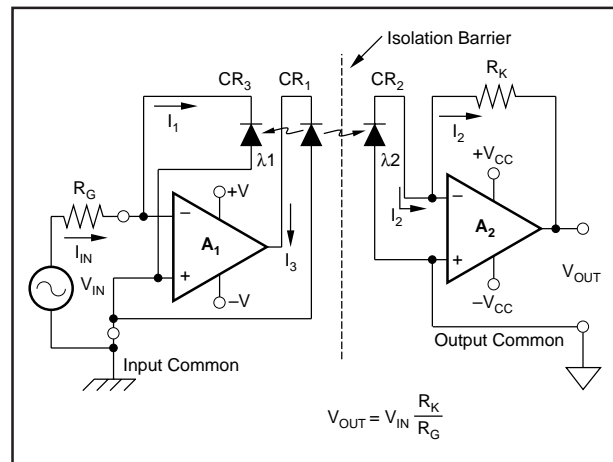 Isolation Barrier
CR3 CR1 CR2 RK
I1 I2
λ1 λ2
+V +VCC
RG
IIN
− A1 +
I3
I2
− A2 +
VIN
−V −VCC
VOUT
Input Common
Output Common
VOUT = VIN RK
RG